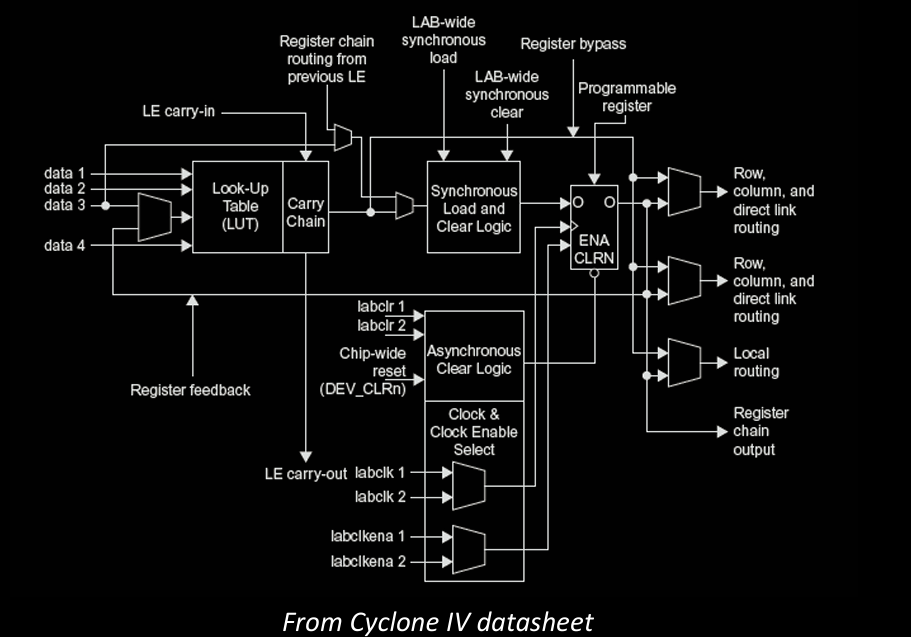 LAB-wide
synchronous
load
Register chain
routing from
previous LE
Register bypass
LAB-wide
synchronous
clear
Programmable
register
LE carry-in
data 1
data 2
data 3
data 4
Look-Up
Table
(LUT)
Carry
Chain
Synchronous
Load and
Clear Logic
Q Q
ENA
CLRN
Row,
column, and
direct link
routing
Row,
column, and
direct link
routing
Local
routing
Register
chain
output
labclr 1
labclr 2
Chip-wide
reset
(DEV_CLRn)
Asynchronous
Clear Logic
Register feedback
Clock &
Clock Enable
Select
LE carry-out
labclk 1
labclk 2
labclkena 1
labclkena 2
From Cyclone IV datasheet